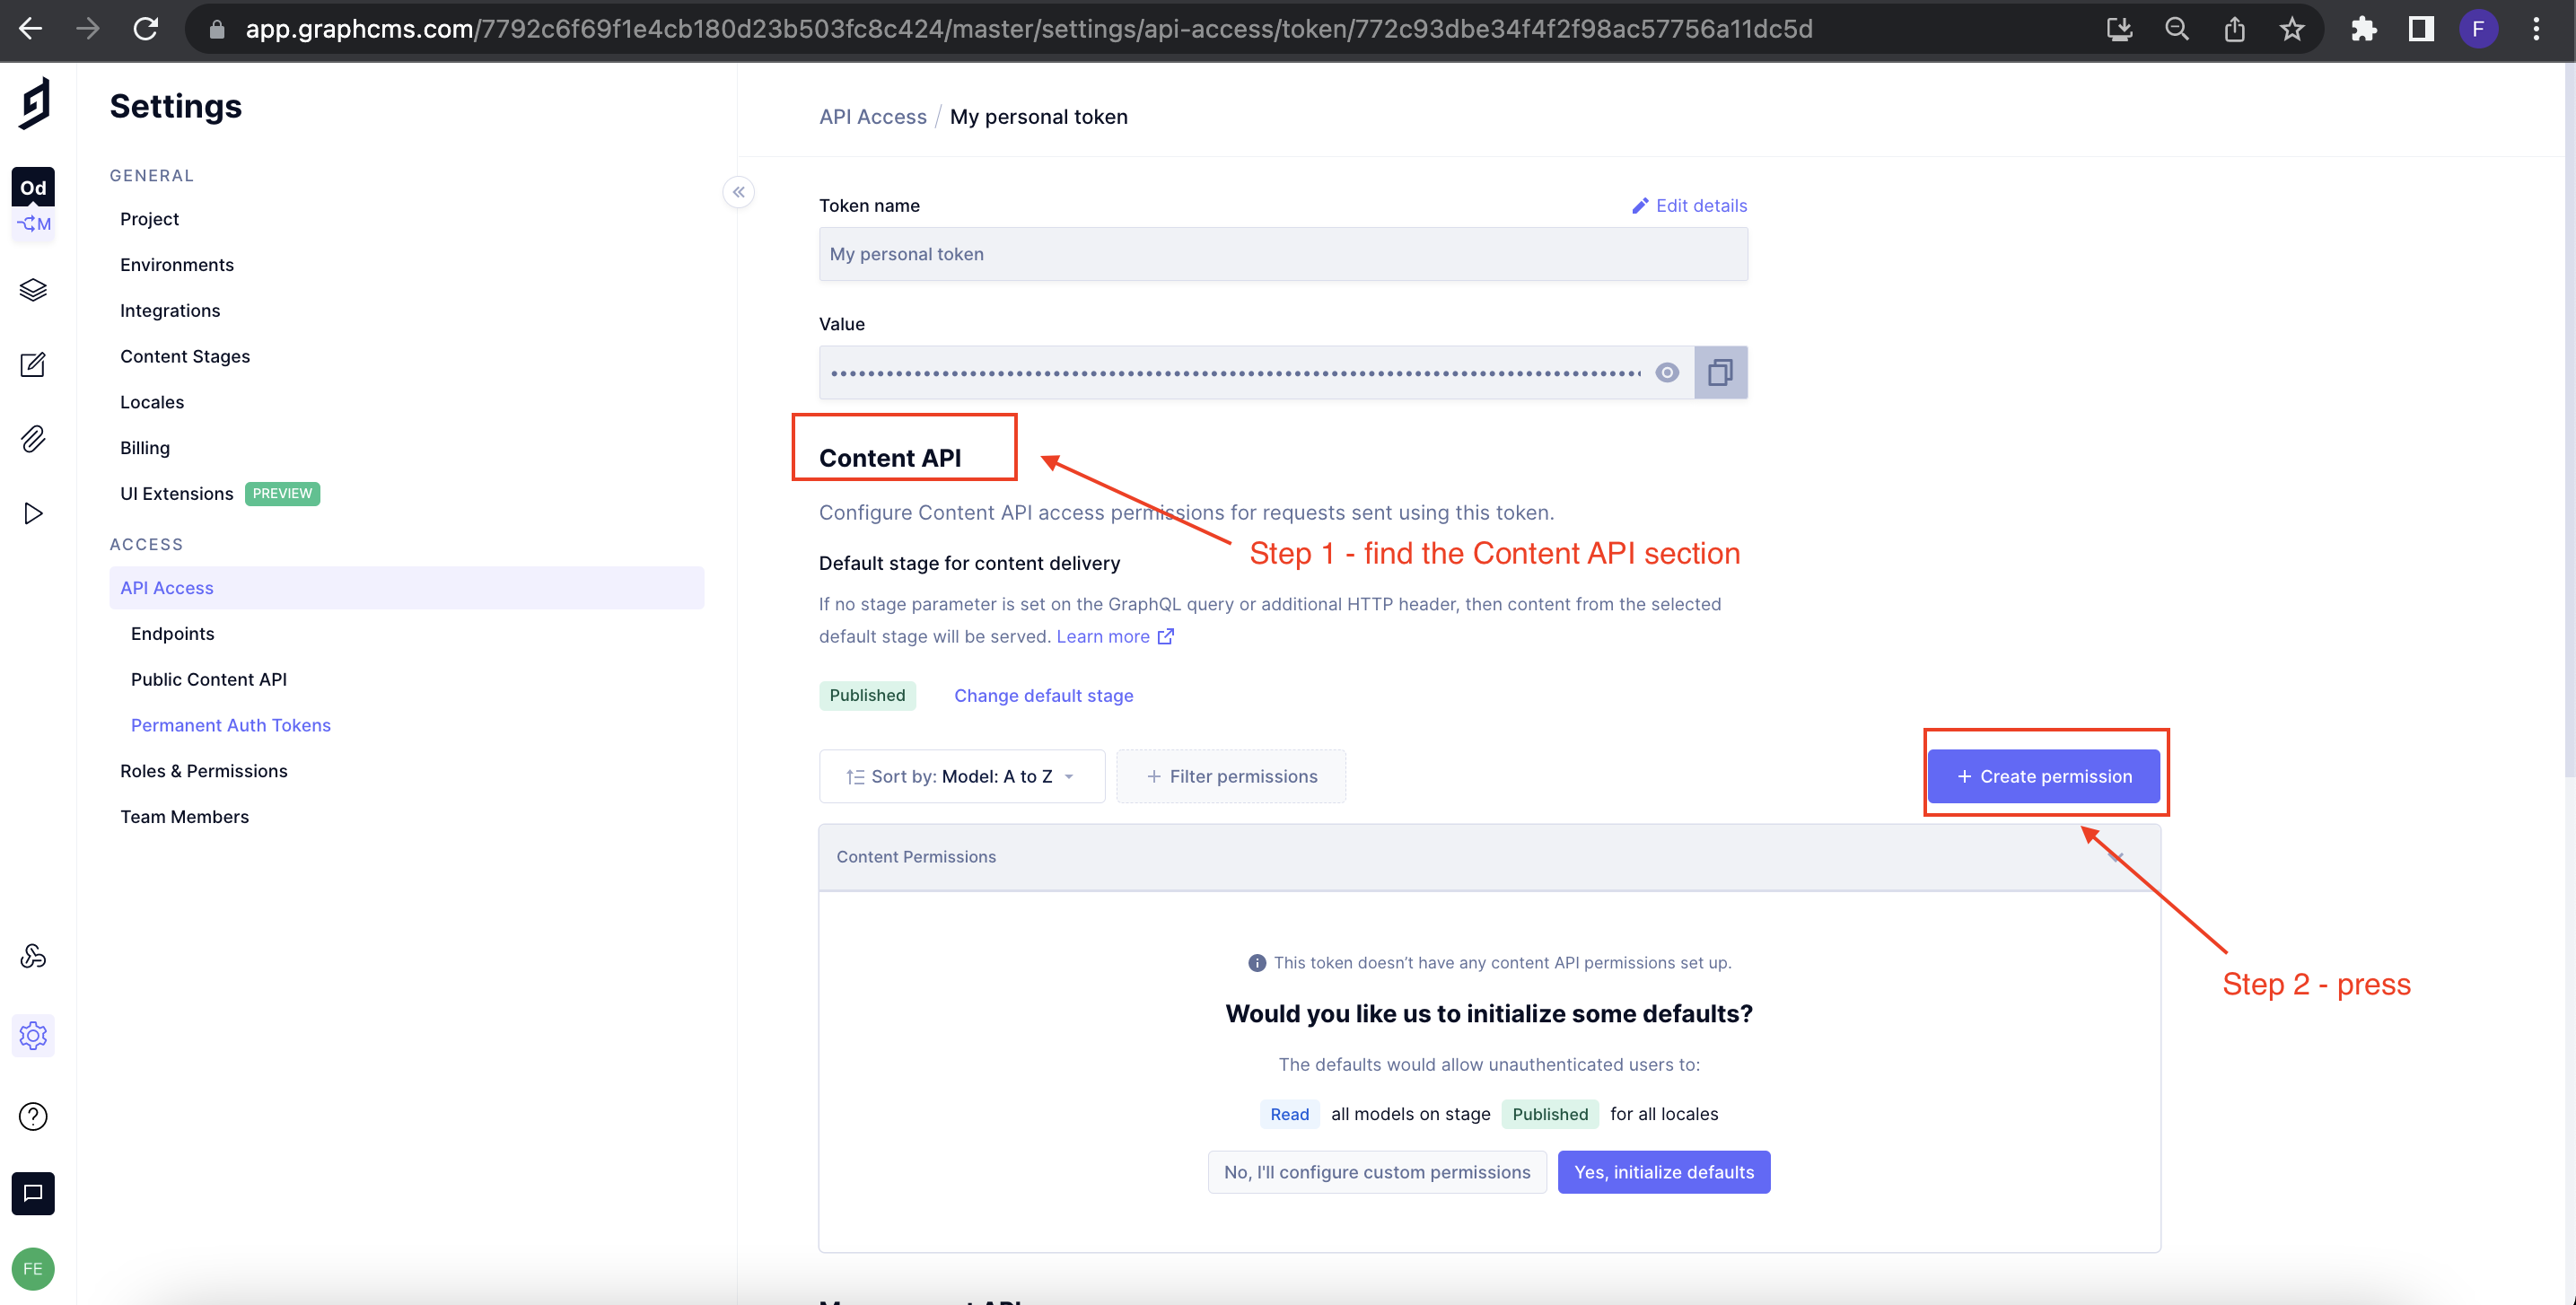 app.graphcms.com/7792c6f69f1e4cb180d23b503fc8c424/master/settings/api-access/token/772c93dbe34f4f2f98ac57756a11dc5d
F
Settings
API Access / My personal token
Od
M
GENERAL
Project
Environments
Integrations
Content Stages
Locales
Billing
UI Extensions PREVIEW
ACCESS
API Access
Endpoints
Public Content API
Permanent Auth Tokens
Roles & Permissions
Team Members
FE
Token name
Edit details
My personal token
Value
Content API
Configure Content API access permissions for requests sent using this token.
Step 1 - find the Content API section
Default stage for content delivery
If no stage parameter is set on the GraphQL query or additional HTTP header, then content from the selected
default stage will be served. Learn more
Published Change default stage
Sort by: Model: A to Z + Filter permissions
+ Create permission
Content Permissions
Step 2 - press
This token doesn’t have any content API permissions set up.
Would you like us to initialize some defaults?
The defaults would allow unauthenticated users to:
Read all models on stage Published for all locales
No, I'll configure custom permissions Yes, initialize defaults